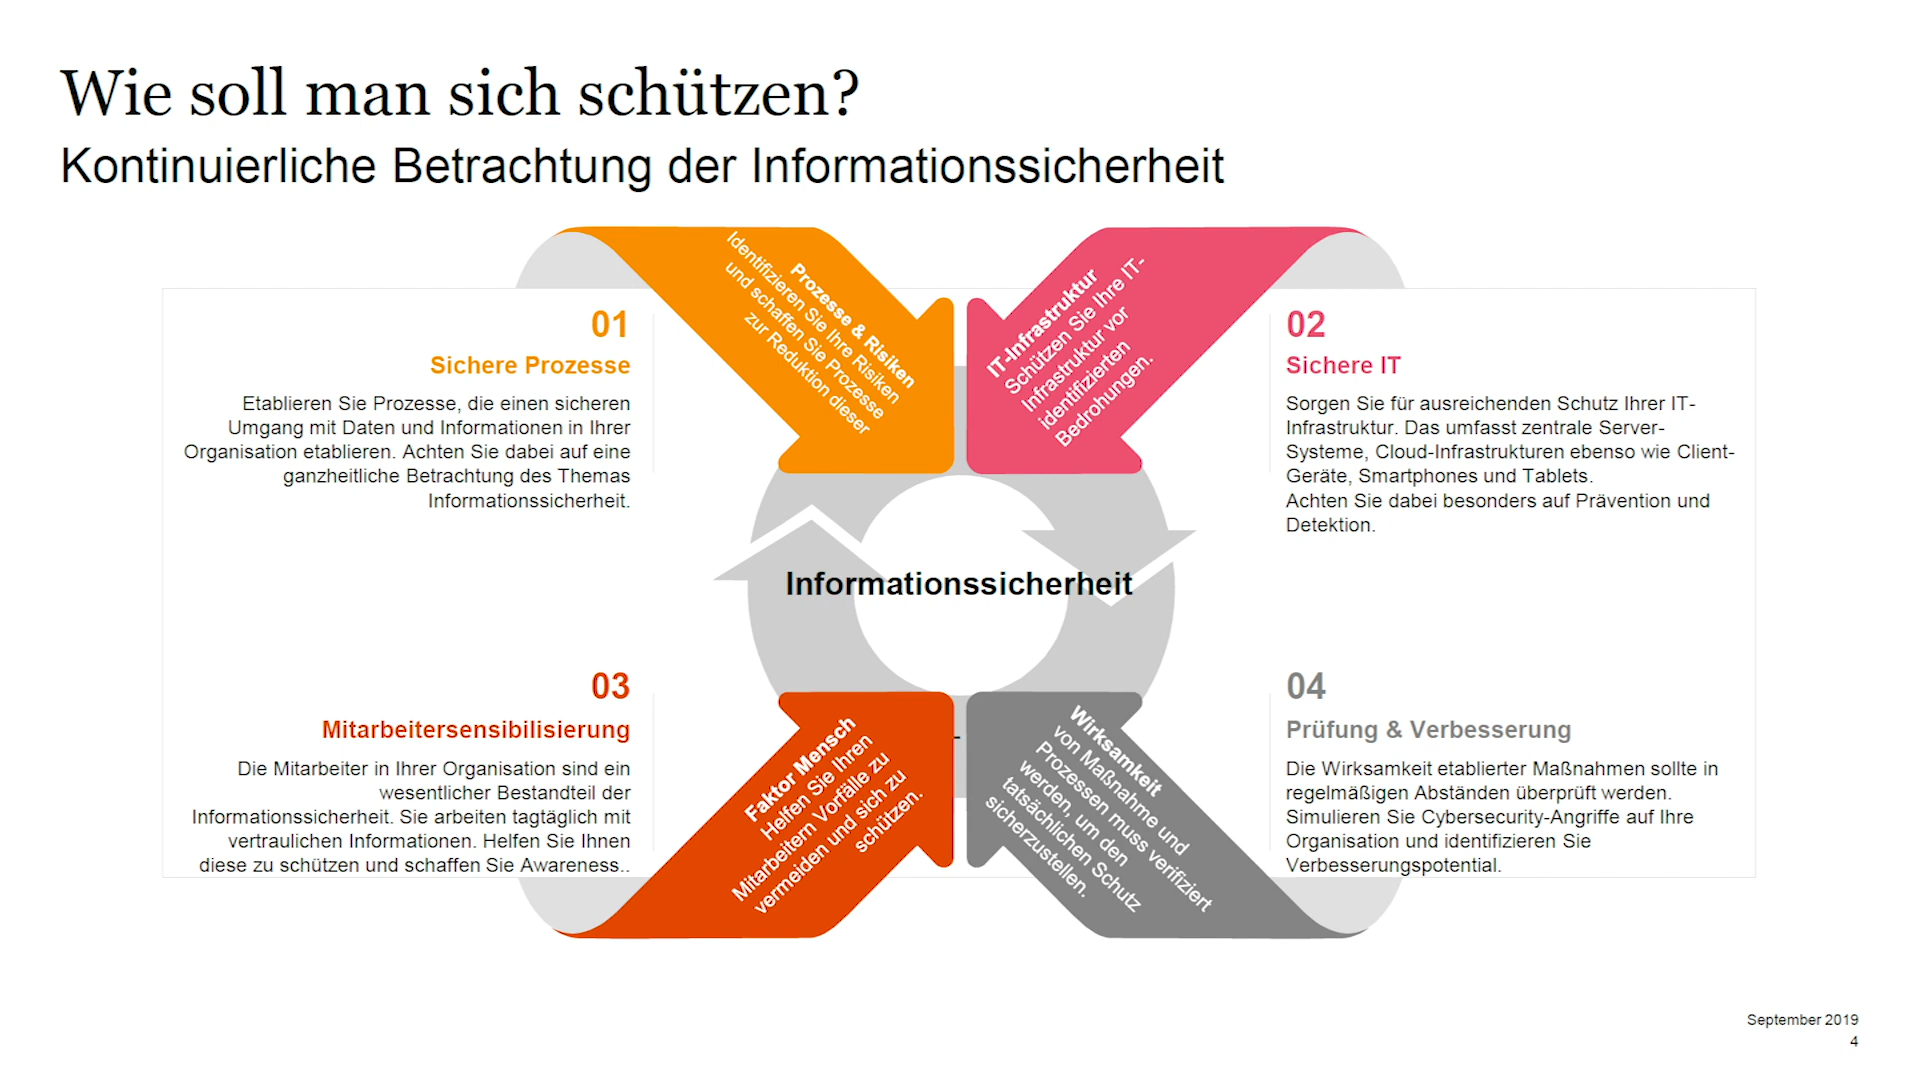 Wie soll man sich schützen?
Kontinuierliche Betrachtung der Informationssicherheit
Prozesse & Risiken
Identifizieren Sie Ihre Risiken
und schaffen Sie Prozesse
zur Reduktion dieser
IT-Infrastruktur
Schützen Sie Ihre IT-
Infrastruktur vor
identifizierten
Bedrohungen.
01
Sichere Prozesse
Etablieren Sie Prozesse, die einen sicheren
Umgang mit Daten und Informationen in Ihrer
Organisation etablieren. Achten Sie dabei auf eine
ganzheitliche Betrachtung des Themas
Informationssicherheit.
02
Sichere IT
Sorgen Sie für ausreichenden Schutz Ihrer IT-
Infrastruktur. Das umfasst zentrale Server-
Systeme, Cloud-Infrastrukturen ebenso wie Client-
Geräte, Smartphones und Tablets.
Achten Sie dabei besonders auf Prävention und
Detektion.
Informationssicherheit
03
Mitarbeitersensibilisierung
Die Mitarbeiter in Ihrer Organisation sind ein
wesentlicher Bestandteil der
Informationssicherheit. Sie arbeiten tagtäglich mit
vertraulichen Informationen. Helfen Sie Ihnen
diese zu schützen und schaffen Sie Awareness..
Faktor Mensch
Helfen Sie Ihren
Mitarbeitern Vorfälle zu
vermeiden und sich zu
schützen.
-
Wirksamkeit
von Maßnahme und
Prozessen muss verifiziert
werden, um den
tatsächlichen Schutz
sicherzustellen.
04
Prüfung & Verbesserung
Die Wirksamkeit etablierter Maßnahmen sollte in
regelmäßigen Abständen überprüft werden.
Simulieren Sie Cybersecurity-Angriffe auf Ihre
Organisation und identifizieren Sie
Verbesserungspotential.
September 2019
4